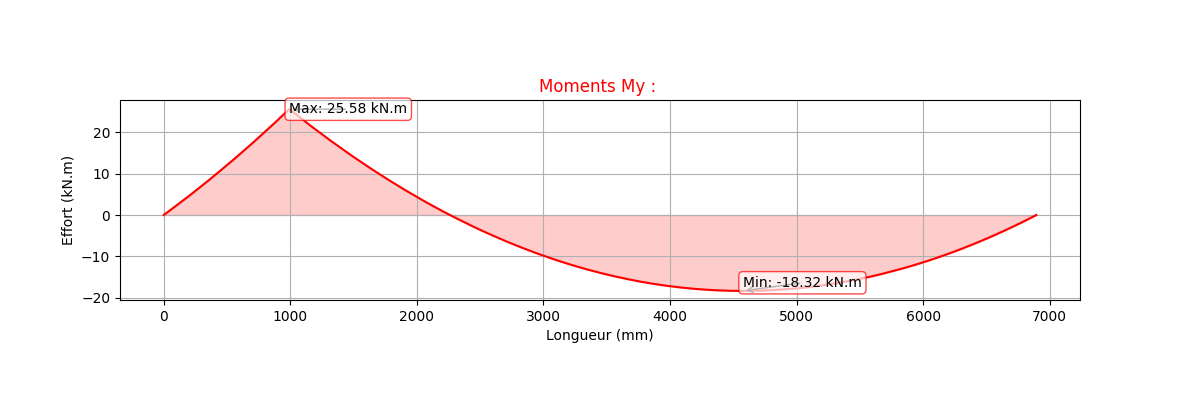 Moments My :
Max: 25.58 kN.m
Effort (kN.m)
20
10
0
−10
−20
Min: -18.32 kN.m
0 1000 2000 3000 4000 5000 6000 7000
Longueur (mm)